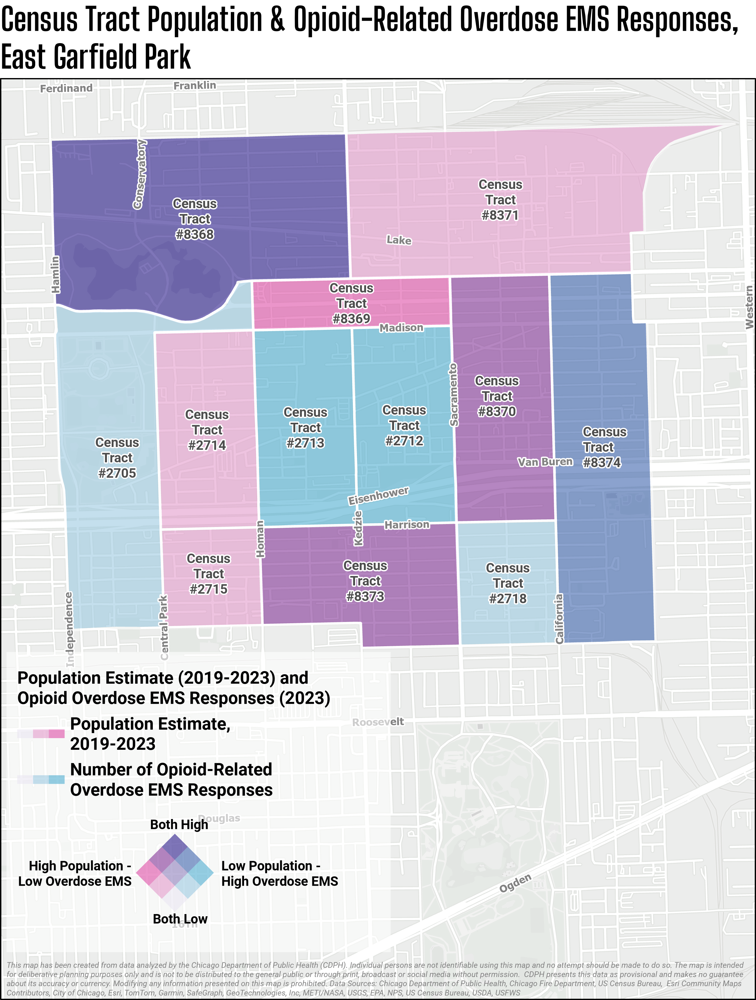 Census Tract Population & Opioid-Related Overdose EMS Responses,
East Garfield Park
Ferdinand
Franklin
Conservatory
Census
Tract
#8368
Census
Tract
#8371
Lake
Hamlin
Western
Census
Tract
#8369
Madison
Sacramento
Census
Tract
#8370
Census
Tract
#2714
Census
Tract
#2713
Census
Tract
#2712
Census
Tract
#8374
Census
Tract
#2705
Van Buren
Eisenhower
Kedzie
Harrison
Homan
Census
Tract
#2715
Census
Tract
#8373
Census
Tract
#2718
Independence
Central Park
California
Population Estimate (2019-2023) and
Opioid Overdose EMS Responses (2023)
Population Estimate,
2019-2023
Roosevelt
Number of Opioid-Related
Overdose EMS Responses
Douglas
Both High
High Population -
Low Overdose EMS
Low Population -
High Overdose EMS
Ogden
Both Low
16Th
This map has been created from data analyzed by the Chicago Department of Public Health (CDPH). Individual persons are not identifiable using this map and no attempt should be made to do so. The map is intended
for deliberative planning purposes only and is not to be distributed to the general public or through print, broadcast or social media without permission. CDPH presents this data as provisional and makes no guarantee
about its accuracy or currency. Modifying any information presented on this map is prohibited. Data Sources: Chicago Department of Public Health, Chicago Fire Department, US Census Bureau, Esri Community Maps
Contributors, City of Chicago, Esri, TomTom, Garmin, SafeGraph, GeoTechnologies, Inc, METI/NASA, USGS, EPA, NPS, US Census Bureau, USDA, USFWS